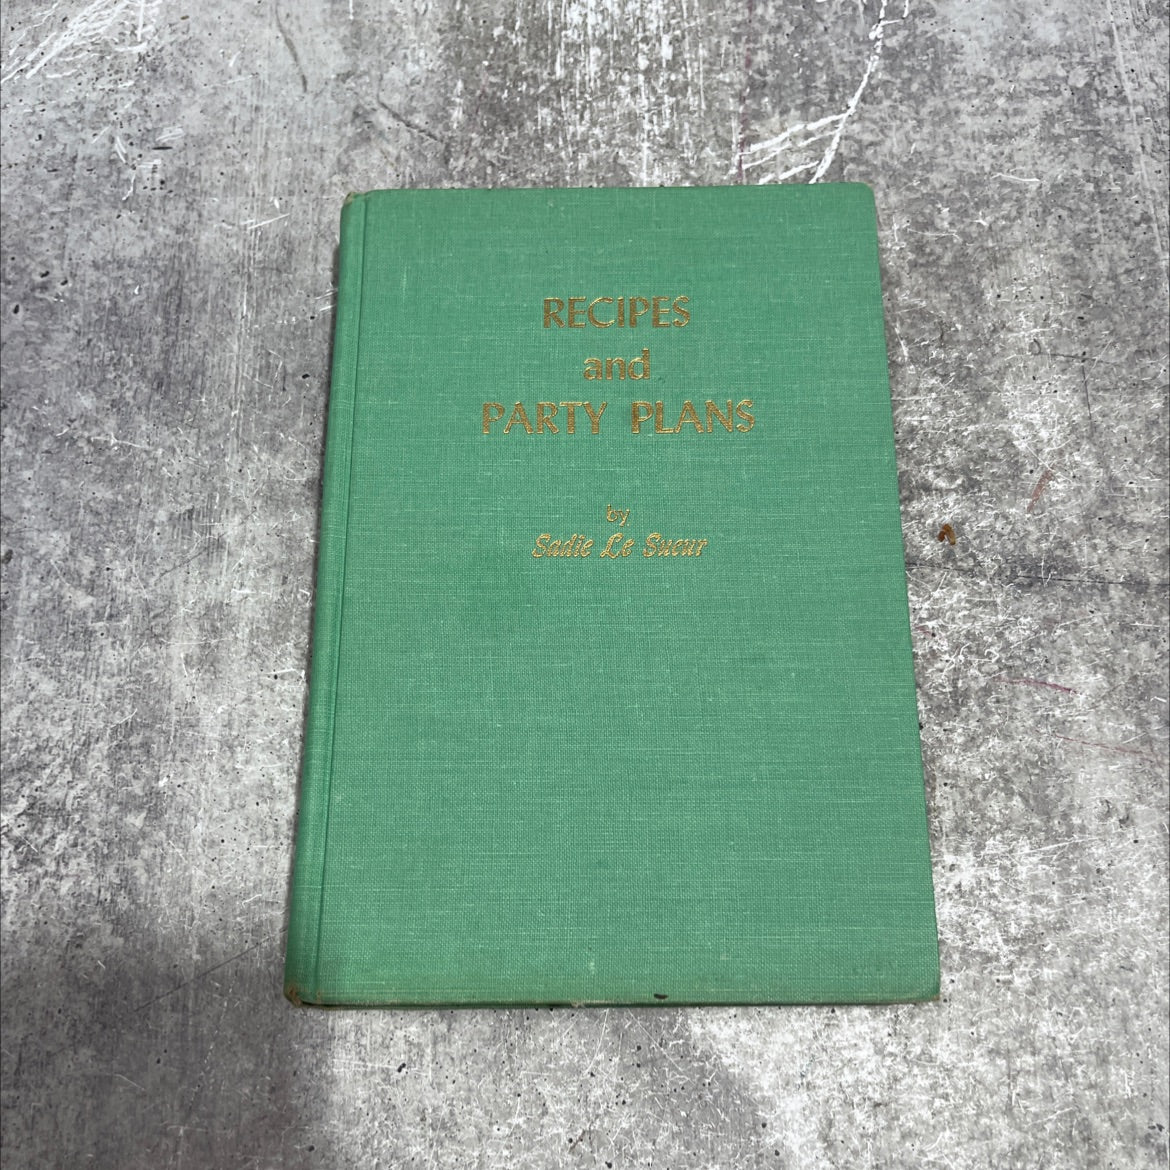 RECIPES
and
PARTY PLANS
by
Sadie Le Sueur